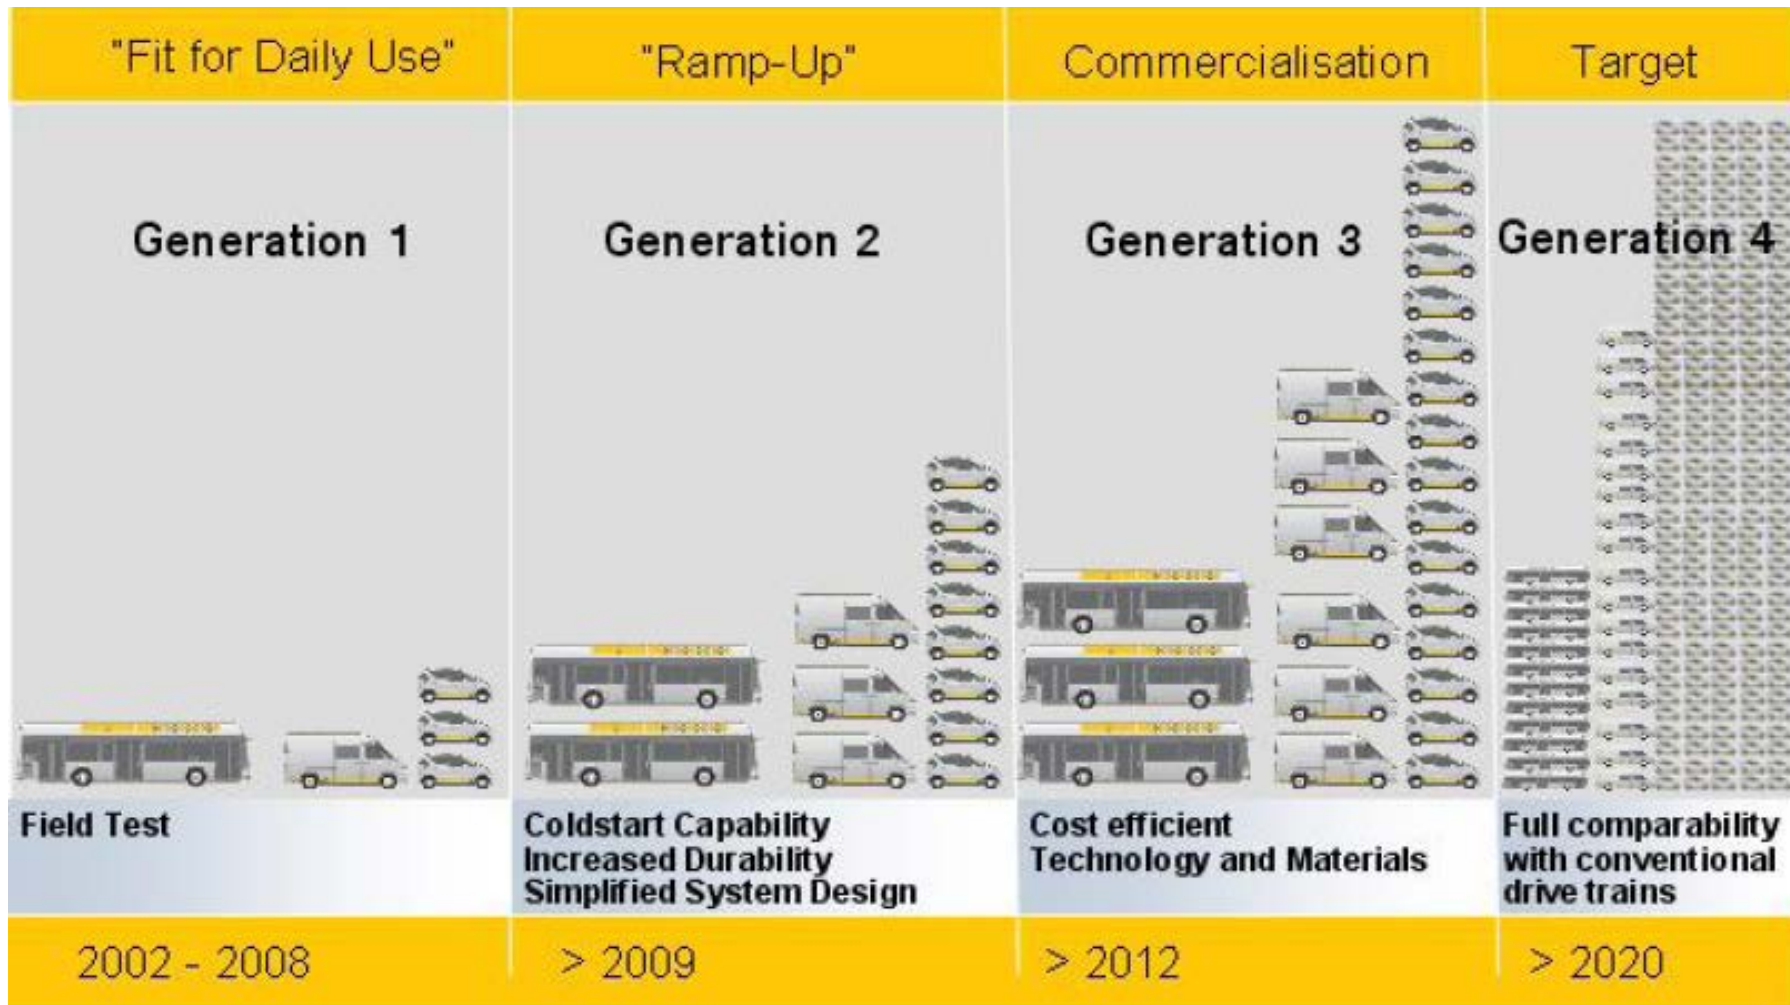 "Fit for Daily Use"
"Ramp-Up"
Commercialisation
Target
Generation 1
Generation 2
Generation 3
Generation 4
Field Test
Coldstart Capability
Increased Durability
Simplified System Design
Cost efficient
Technology and Materials
Full comparability
with conventional
drive trains
2002 - 2008
> 2009
> 2012
> 2020